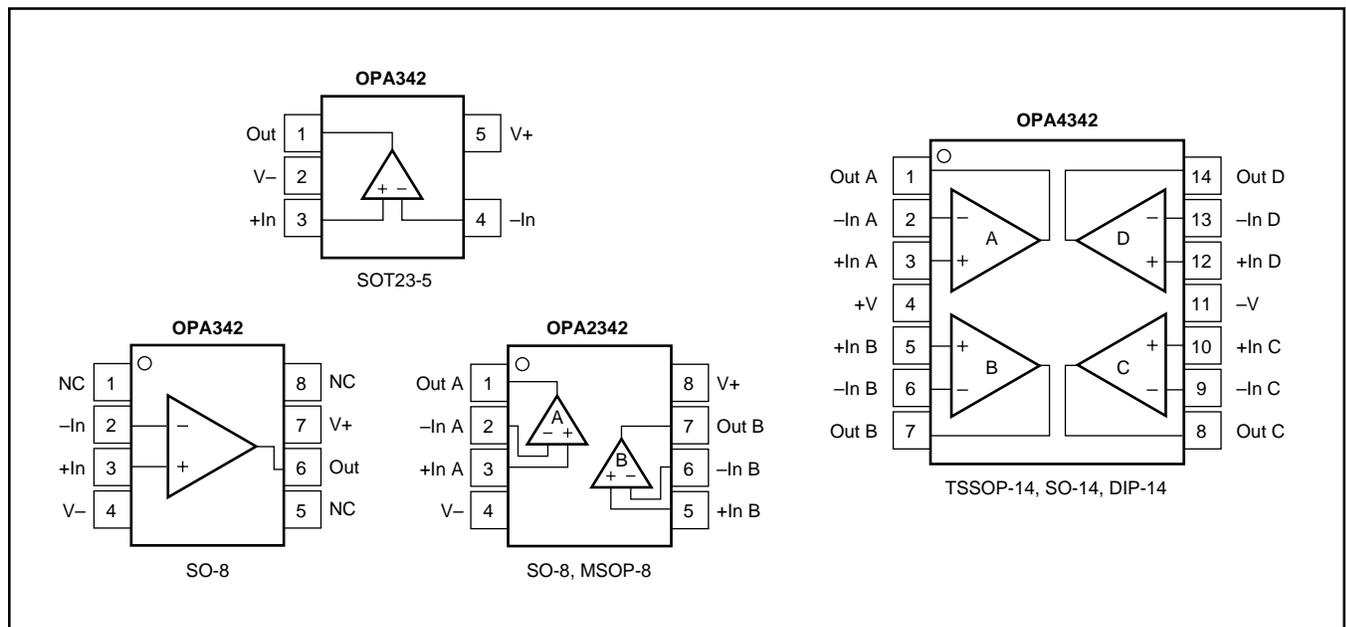 OPA342
Out 1
5 V+
V– 2
+In 3
4 –In
+ –
SOT23-5
OPA342
NC 1
8 NC
–In 2
–
7 V+
+In 3
+
6 Out
V– 4
5 NC
SO-8
OPA2342
Out A 1
8 V+
–In A 2
A
– +
7 Out B
+In A 3
B
+ –
6 –In B
V– 4
5 +In B
SO-8, MSOP-8
OPA4342
Out A 1
14 Out D
–In A 2
–
–
13 –In D
A
D
+In A 3
+
+
12 +In D
+V 4
11 –V
+In B 5
+
+
10 +In C
B
C
–In B 6
–
–
9 –In C
Out B 7
8 Out C
TSSOP-14, SO-14, DIP-14